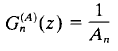 G_n^{(A)}(z) = \frac{1}{A_n}